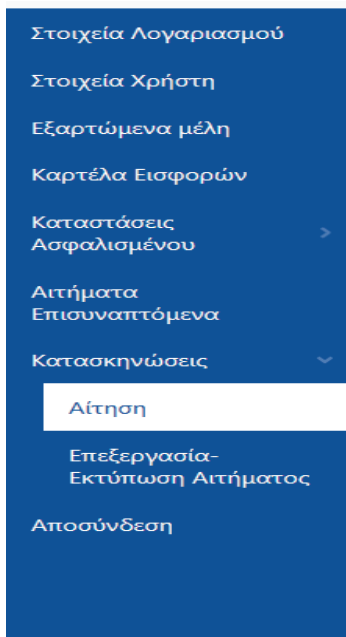 Στοιχεία Λογαριασμού
Στοιχεία Χρήστη
Εξαρτώμενα μέλη
Καρτέλα Εισφορών
Καταστάσεις
Ασφαλισμένου
Αιτήματα
Επισυναπτόμενα
Κατασκηνώσεις
Αίτηση
Επεξεργασία-
Εκτύπωση Αιτήματος
Αποσύνδεση